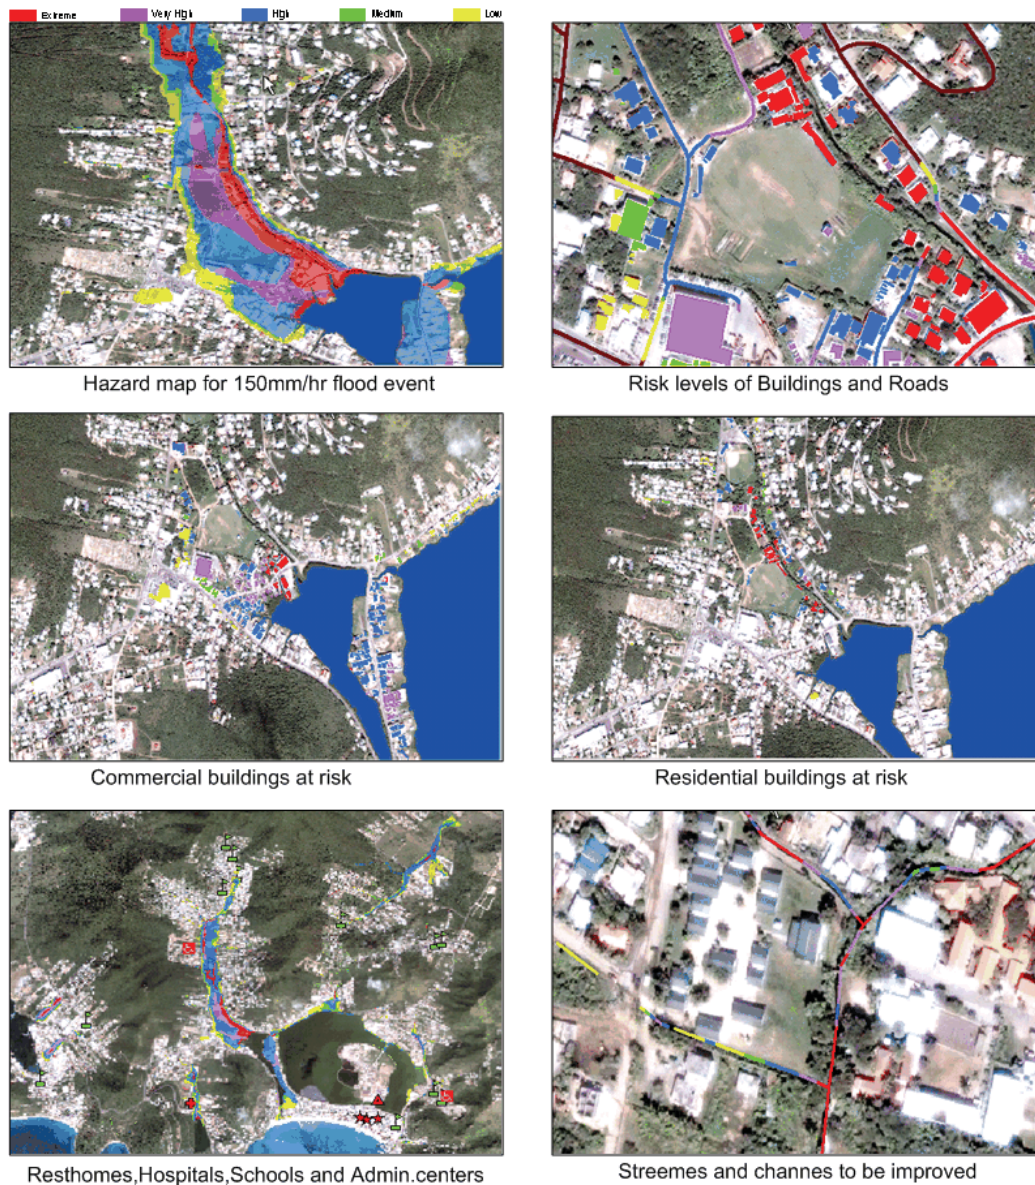 Extreme Very High High Medium Low
Hazard map for 150mm/hr flood event
Risk levels of Buildings and Roads
Commercial buildings at risk
Residential buildings at risk
Resthomes,Hospitals,Schools and Admin.centers
Streemes and channes to be improved